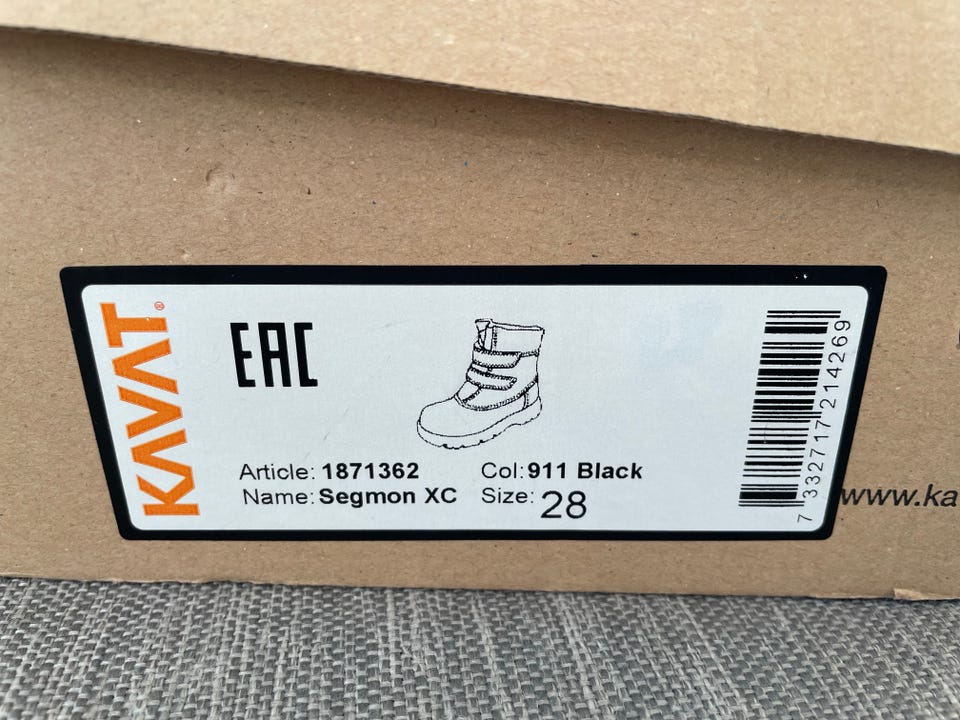 KAVAT®
EAC
Article: 1871362
Name: Segmon XC
Col: 911 Black
Size: 28
7 332717 214269
www.ka